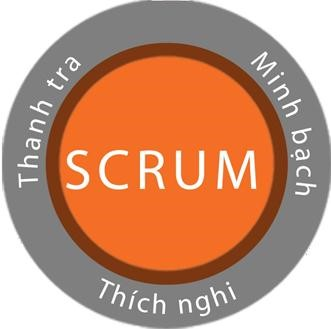 Thanh tra
Minh bạch
SCRUM
Thích nghi